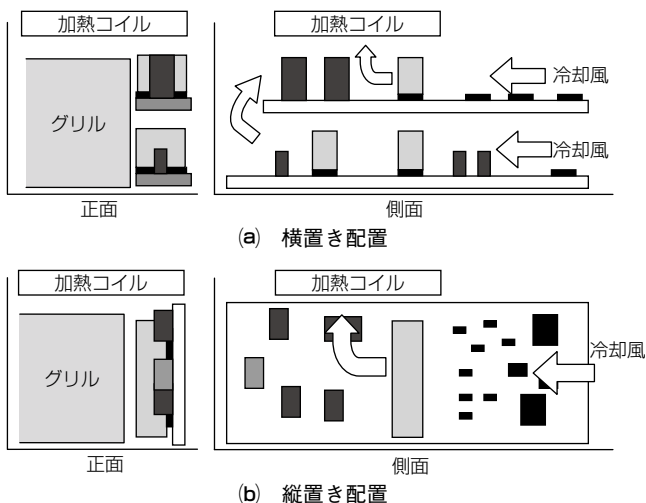 加熱コイル
加熱コイル
グリル
冷却風
冷却風
正面
側面
(a) 横置き配置
加熱コイル
加熱コイル
グリル
冷却風
正面
側面
(b) 縦置き配置